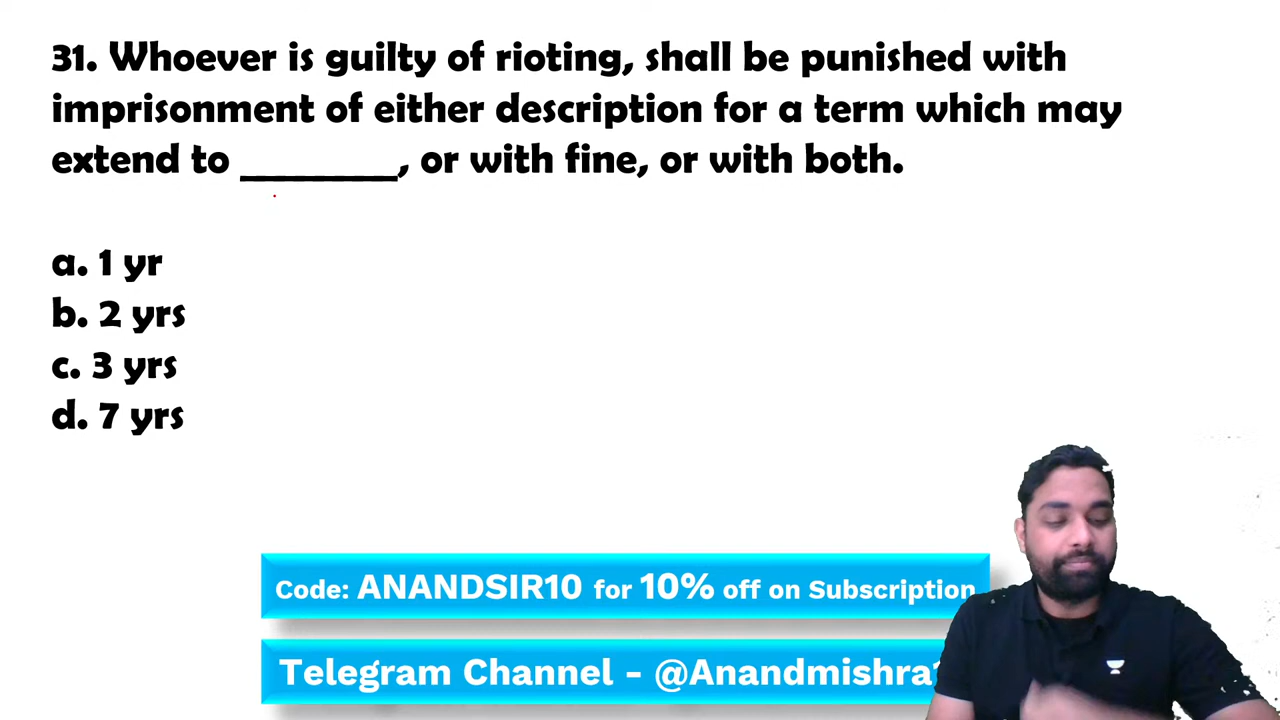 31. Whoever is guilty of rioting, shall be punished with
imprisonment of either description for a term which may
extend to ________, or with fine, or with both.
a. 1 yr
b. 2 yrs
c. 3 yrs
d. 7 yrs
Code: ANANDSIR10 for 10% off on Subscription
Telegram Channel -